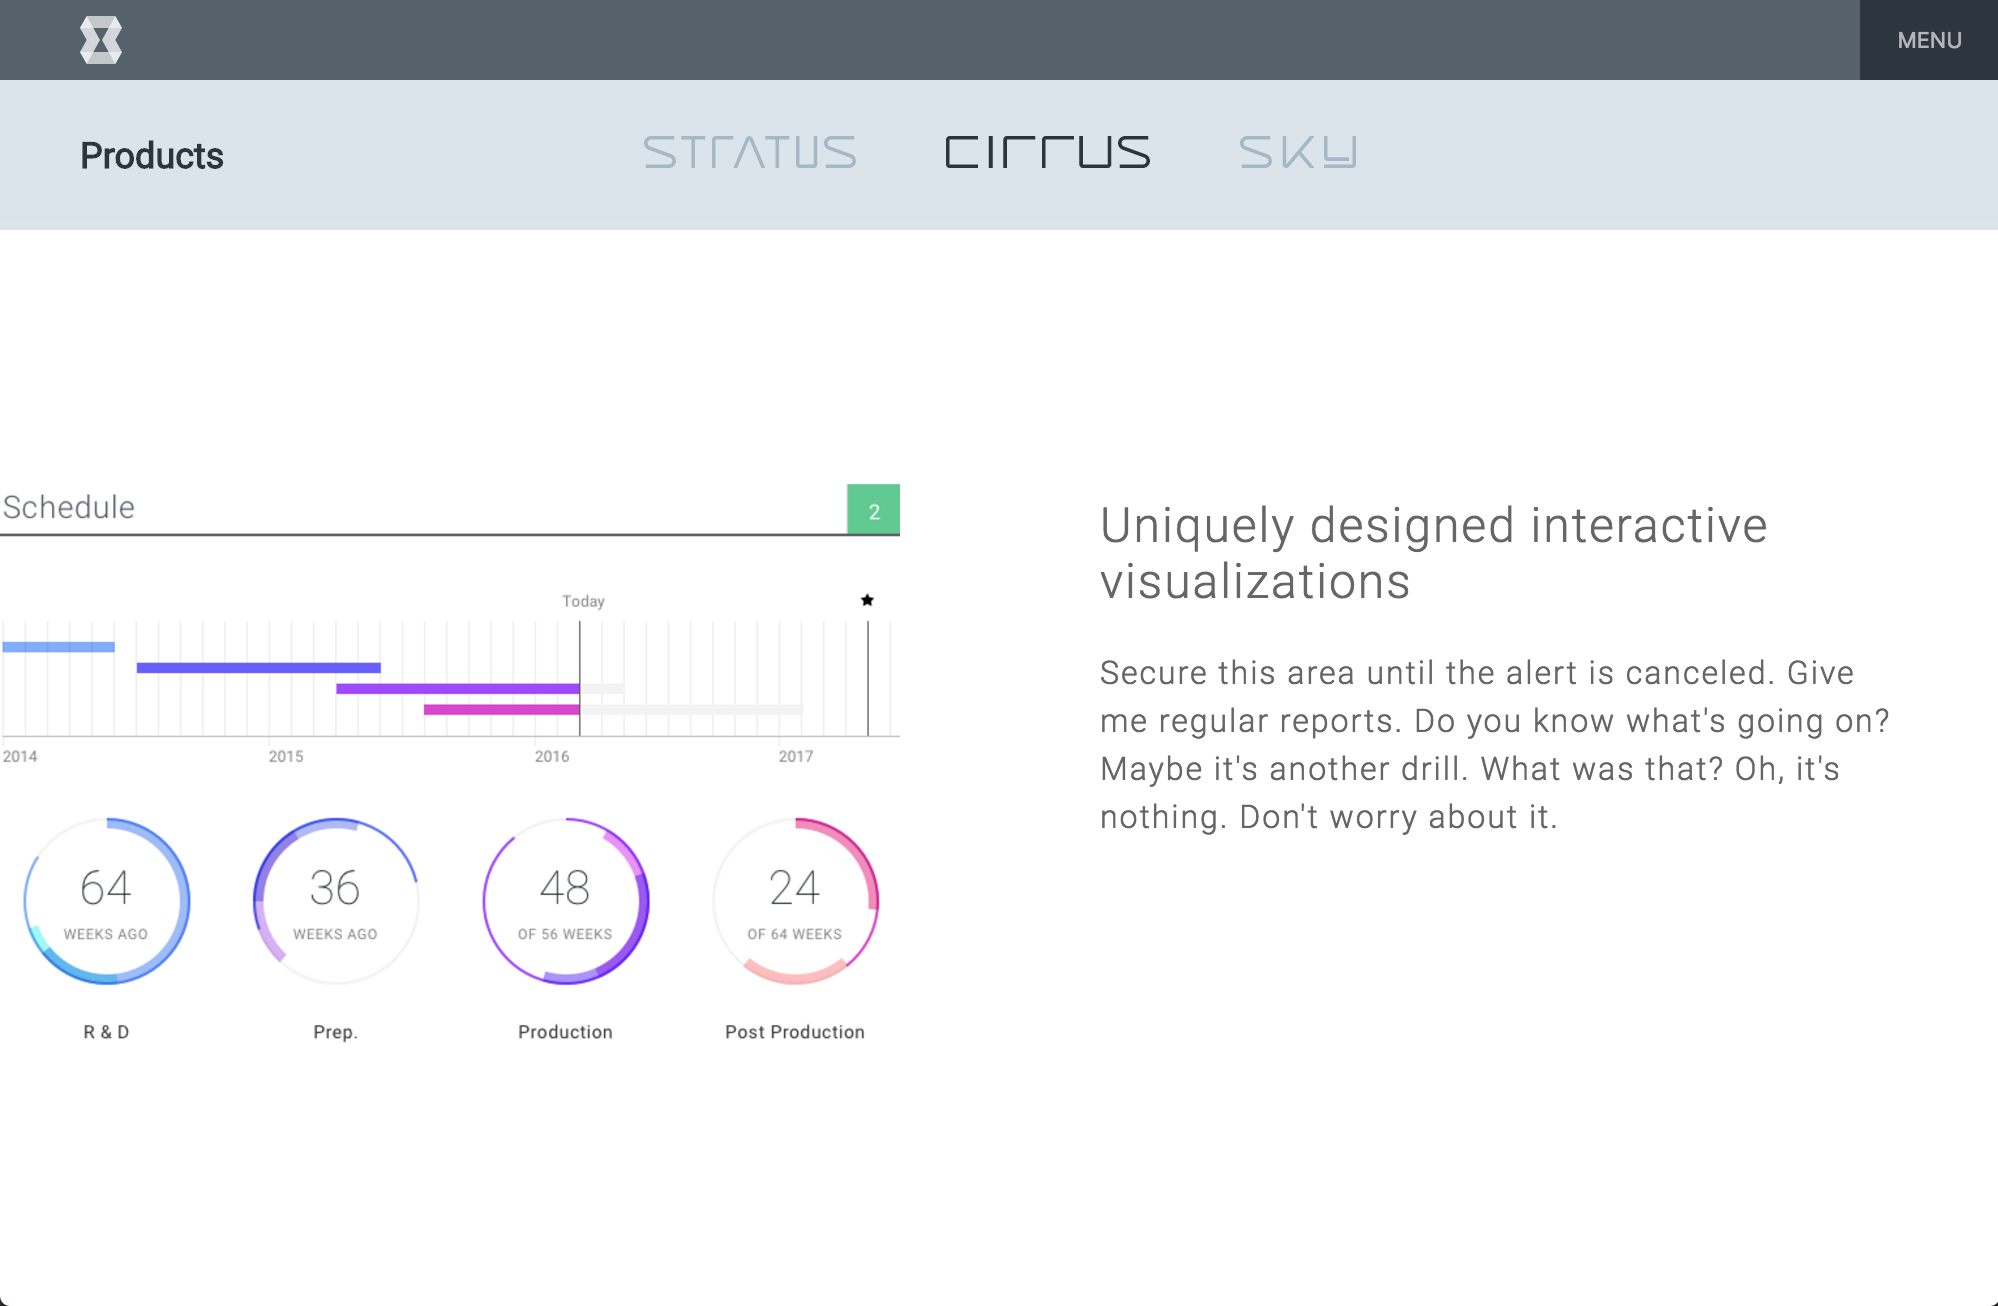 MENU
Products
STRATUS CIRRUS SKY
Schedule
2
Today
2014 2015 2016 2017
64 36 48 24
WEEKS AGO WEEKS AGO OF 56 WEEKS OF 64 WEEKS
R & D Prep. Production Post Production
Uniquely designed interactive
visualizations
Secure this area until the alert is canceled. Give
me regular reports. Do you know what's going on?
Maybe it's another drill. What was that? Oh, it's
nothing. Don't worry about it.